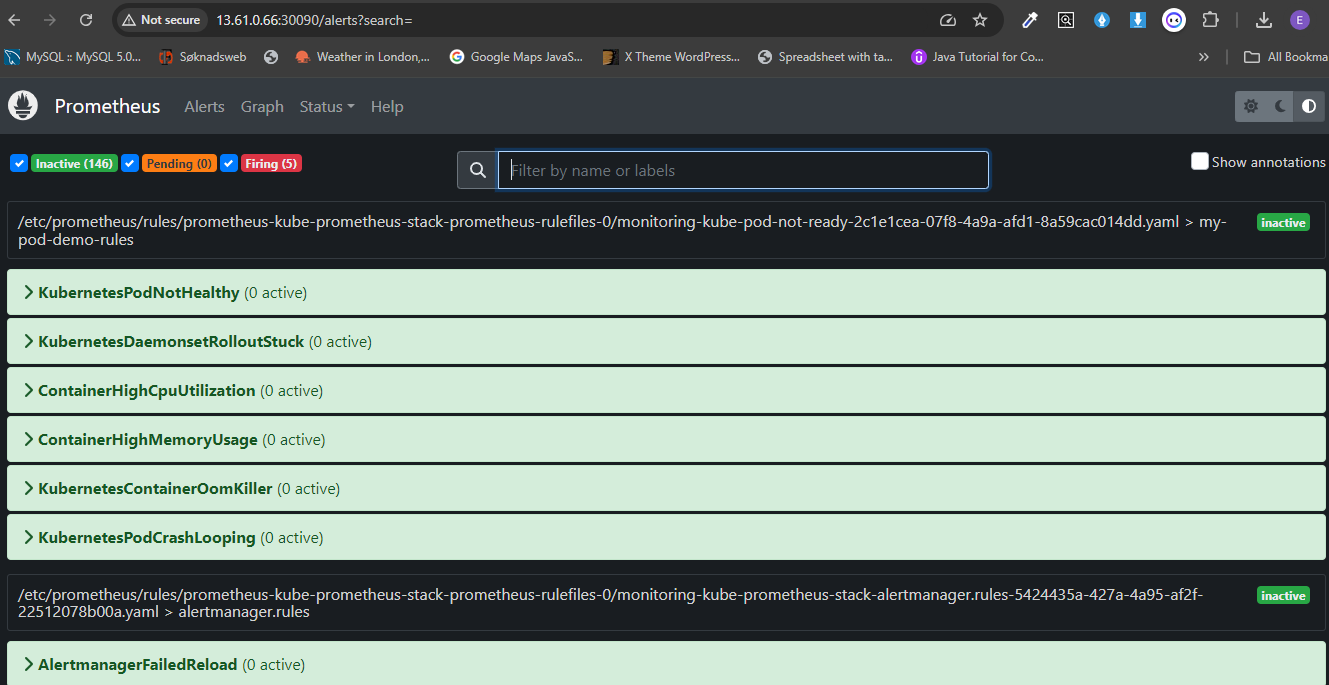 Not secure 13.61.0.66:30090/alerts?search=
E
MySQL :: MySQL 5.0... Søknadsweb Weather in London,... Google Maps JavaS... X Theme WordPress... Spreadsheet with ta... Java Tutorial for Co... » All Bookma
Prometheus Alerts Graph Status Help
Inactive (146) Pending (0) Firing (5) Filter by name or labels Show annotations
/etc/prometheus/rules/prometheus-kube-prometheus-stack-prometheus-rulefiles-0/monitoring-kube-pod-not-ready-2c1e1cea-07f8-4a9a-afd1-8a59cac014dd.yaml > my- inactive
pod-demo-rules
KubernetesPodNotHealthy (0 active)
KubernetesDaemonsetRolloutStuck (0 active)
ContainerHighCpuUtilization (0 active)
ContainerHighMemoryUsage (0 active)
KubernetesContainerOomKiller (0 active)
KubernetesPodCrashLooping (0 active)
/etc/prometheus/rules/prometheus-kube-prometheus-stack-prometheus-rulefiles-0/monitoring-kube-prometheus-stack-alertmanager.rules-5424435a-427a-4a95-af2f- inactive
22512078b00a.yaml > alertmanager.rules
AlertmanagerFailedReload (0 active)